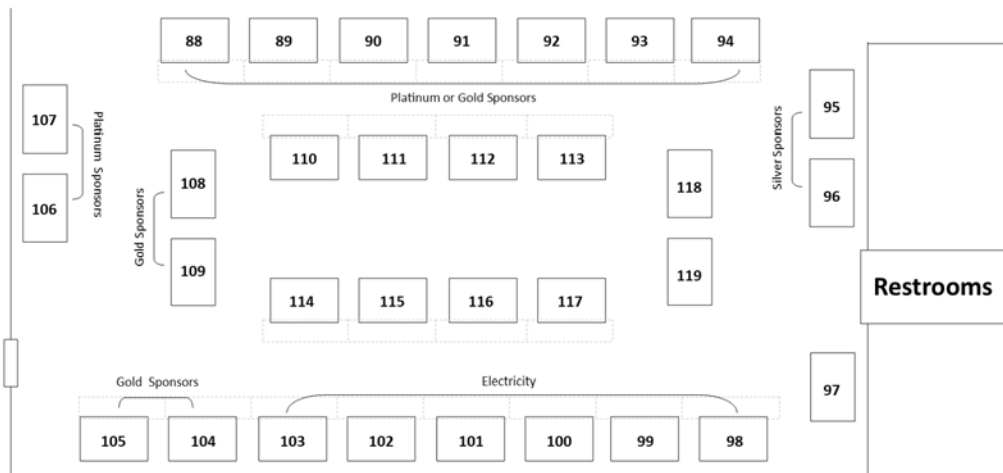 88 89 90 91 92 93 94
Platinum or Gold Sponsors
107
106
Platinum Sponsors
95
96
Silver Sponsors
110 111 112 113
108
109
Gold Sponsors
118
119
114 115 116 117
Restrooms
97
Gold Sponsors
Electricity
105 104 103 102 101 100 99 98